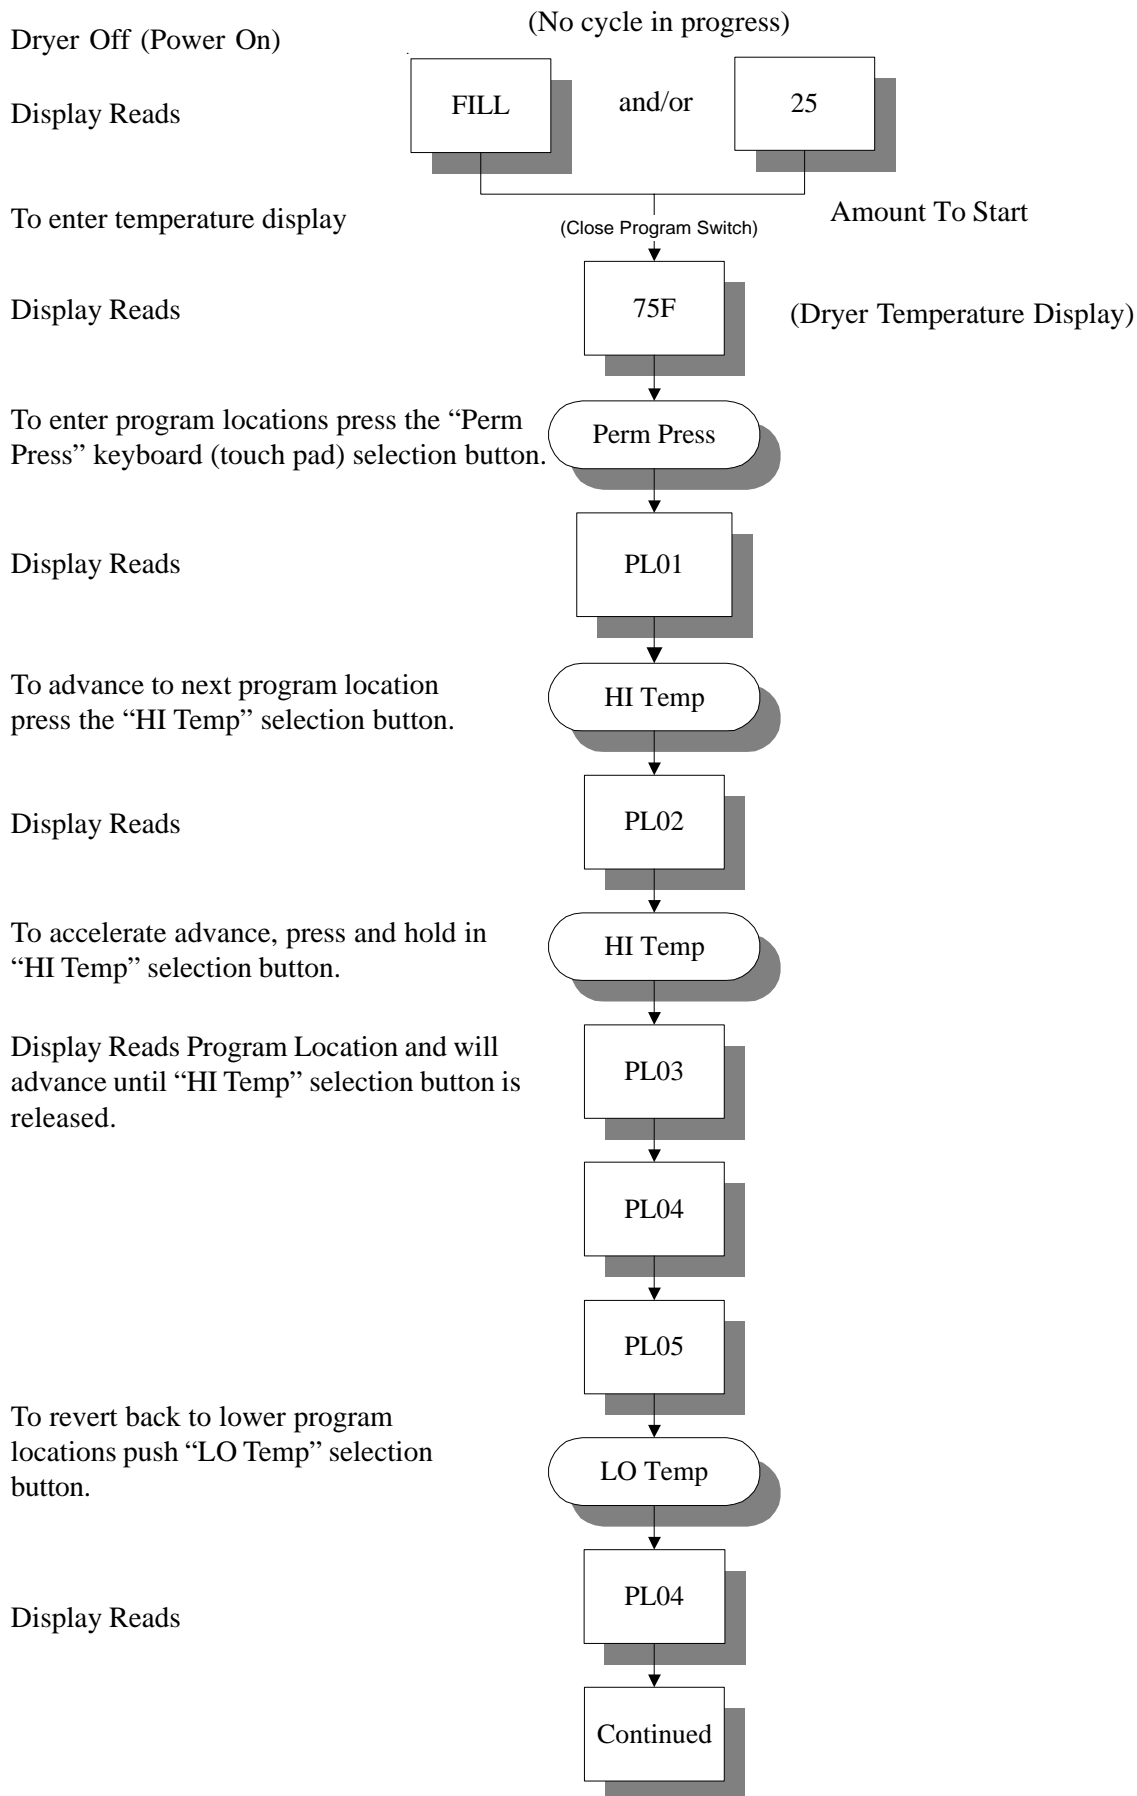 (No cycle in progress)
Dryer Off (Power On)
Display Reads
FILL
and/or
25
To enter temperature display
(Close Program Switch)
Amount To Start
Display Reads
75F
(Dryer Temperature Display)
To enter program locations press the “Perm
Press” keyboard (touch pad) selection button.
Perm Press
Display Reads
PL01
To advance to next program location
press the “HI Temp” selection button.
HI Temp
Display Reads
PL02
To accelerate advance, press and hold in
“HI Temp” selection button.
HI Temp
Display Reads Program Location and will
advance until “HI Temp” selection button is
released.
PL03
PL04
PL05
To revert back to lower program
locations push “LO Temp” selection
button.
LO Temp
Display Reads
PL04
Continued